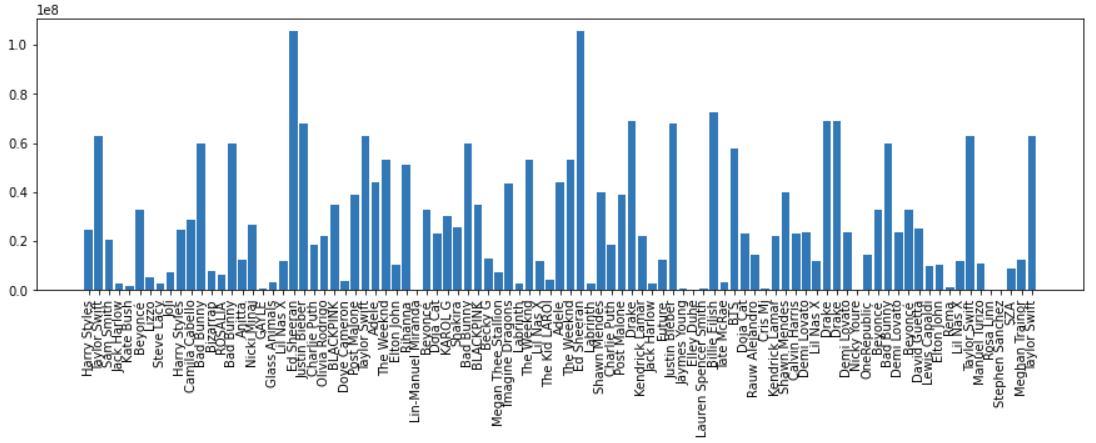 1e8
1.0
0.8
0.6
0.4
0.2
0.0
Harry Styles
Taylor Swift
Sam Smith
Jack Harlow
Kate Bush
Beyoncé
Lizzo
Steve Lacy
Joji
Harry Styles
Camila Cabello
Bad Bunny
Bizarrap
ROSALÍA
Bad Bunny
Anitta
Nicki Minaj
GAYLE
Glass Animals
Lil Nas X
Ed Sheeran
Justin Bieber
Charlie Puth
Olivia Rodrigo
BLACKPINK
Dove Cameron
Post Malone
Taylor Swift
Adele
The Weeknd
Elton John
Rihanna
Lin-Manuel Miranda
Beyoncé
Doja Cat
KAROL G
Shakira
Bad Bunny
BLACKPINK
Becky G
Megan Thee Stallion
Imagine Dragons
The Weeknd
Lil Nas X
The Kid LAROI
Adele
The Weeknd
Ed Sheeran
Shawn Mendes
Charlie Puth
Post Malone
Drake
Kendrick Lamar
Jack Harlow
Future
Justin Bieber
Jaymes Young
Elley Duhé
Lauren Spencer Smith
Billie Eilish
Tate McRae
BTS
Doja Cat
Rauw Alejandro
Cris Mj
Kendrick Lamar
Shawn Mendes
Calvin Harris
Demi Lovato
Lil Nas X
Drake
Drake
Demi Lovato
Nicky Youre
OneRepublic
Beyoncé
Bad Bunny
Demi Lovato
Beyoncé
David Guetta
Lewis Capaldi
Elton John
Rema
Lil Nas X
Taylor Swift
Manuel Turizo
Rosa Linn
Stephen Sanchez
SZA
Meghan Trainor
Taylor Swift